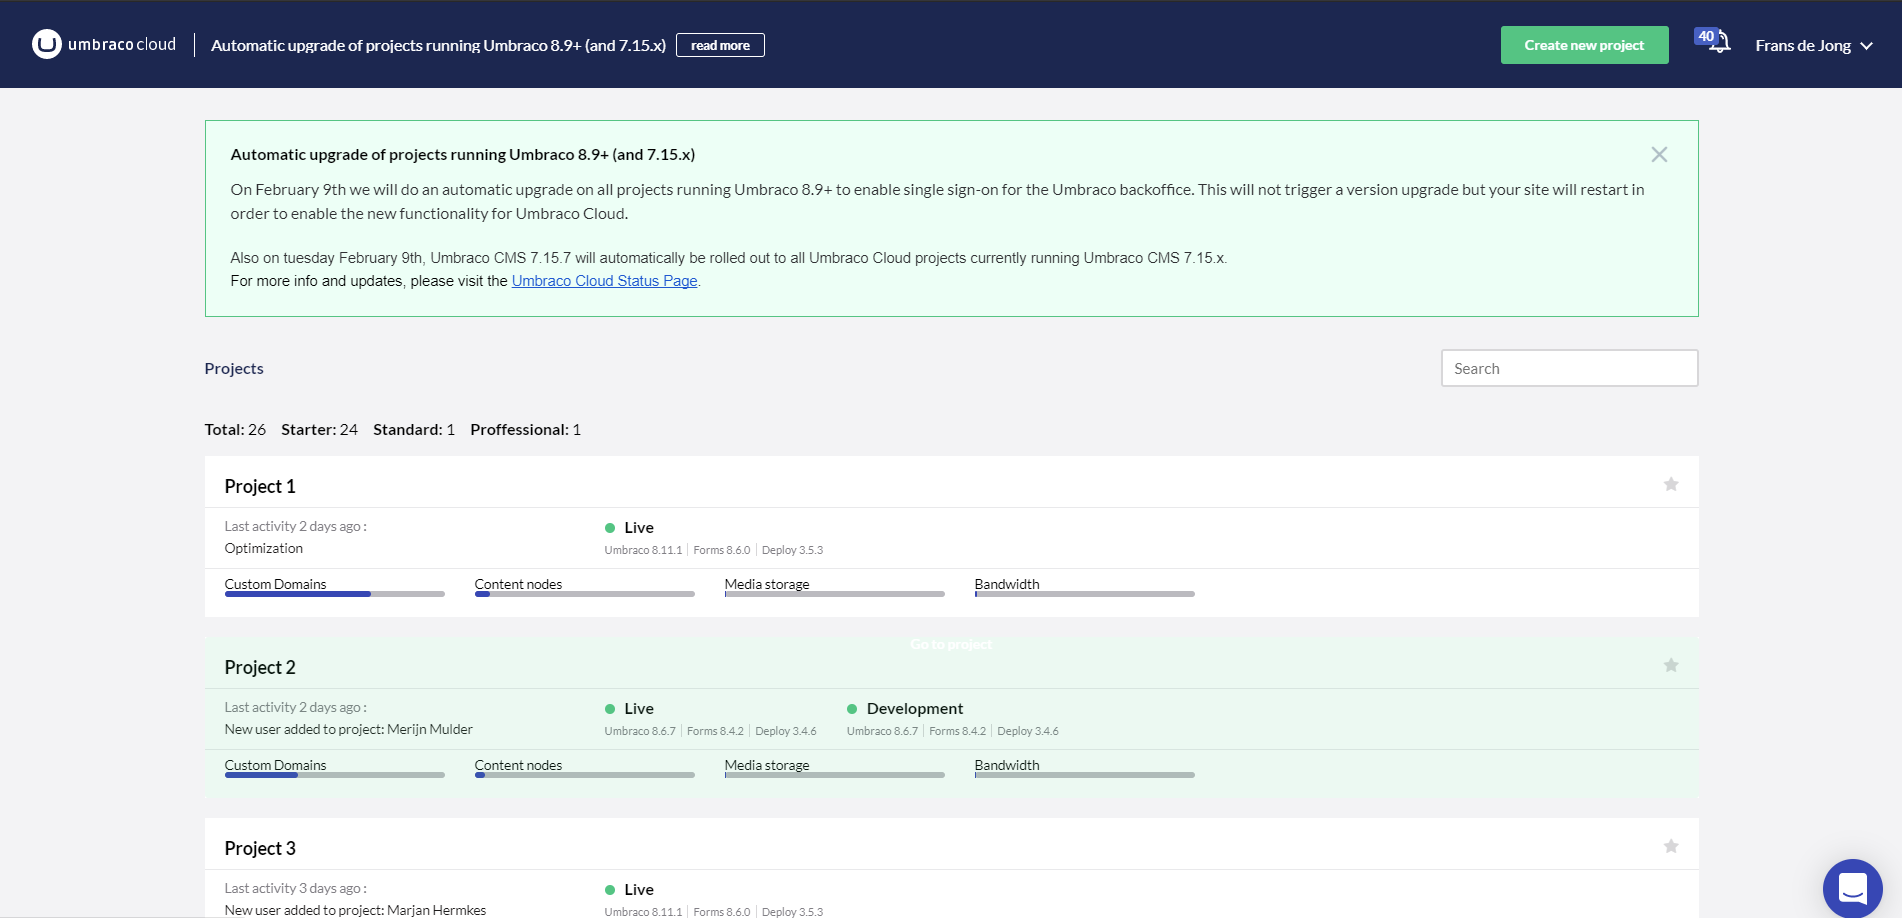 umbraco cloud
Automatic upgrade of projects running Umbraco 8.9+ (and 7.15.x)
read more
Create new project
40
Frans de Jong
Automatic upgrade of projects running Umbraco 8.9+ (and 7.15.x)
On February 9th we will do an automatic upgrade on all projects running Umbraco 8.9+ to enable single sign-on for the Umbraco backoffice. This will not trigger a version upgrade but your site will restart in
order to enable the new functionality for Umbraco Cloud.
Also on tuesday February 9th, Umbraco CMS 7.15.7 will automatically be rolled out to all Umbraco Cloud projects currently running Umbraco CMS 7.15.x.
For more info and updates, please visit the Umbraco Cloud Status Page.
Projects
Search
Total: 26 Starter: 24 Standard: 1 Proffessional: 1
Project 1
Last activity 2 days ago :
Optimization
Live
Umbraco 8.11.1 | Forms 8.6.0 | Deploy 3.5.3
Custom Domains
Content nodes
Media storage
Bandwidth
Go to project
Project 2
Last activity 2 days ago :
New user added to project: Merijn Mulder
Live
Umbraco 8.6.7 | Forms 8.4.2 | Deploy 3.4.6
Development
Umbraco 8.6.7 | Forms 8.4.2 | Deploy 3.4.6
Custom Domains
Content nodes
Media storage
Bandwidth
Project 3
Last activity 3 days ago :
New user added to project: Marjan Hermkes
Live
Umbraco 8.11.1 | Forms 8.6.0 | Deploy 3.5.3